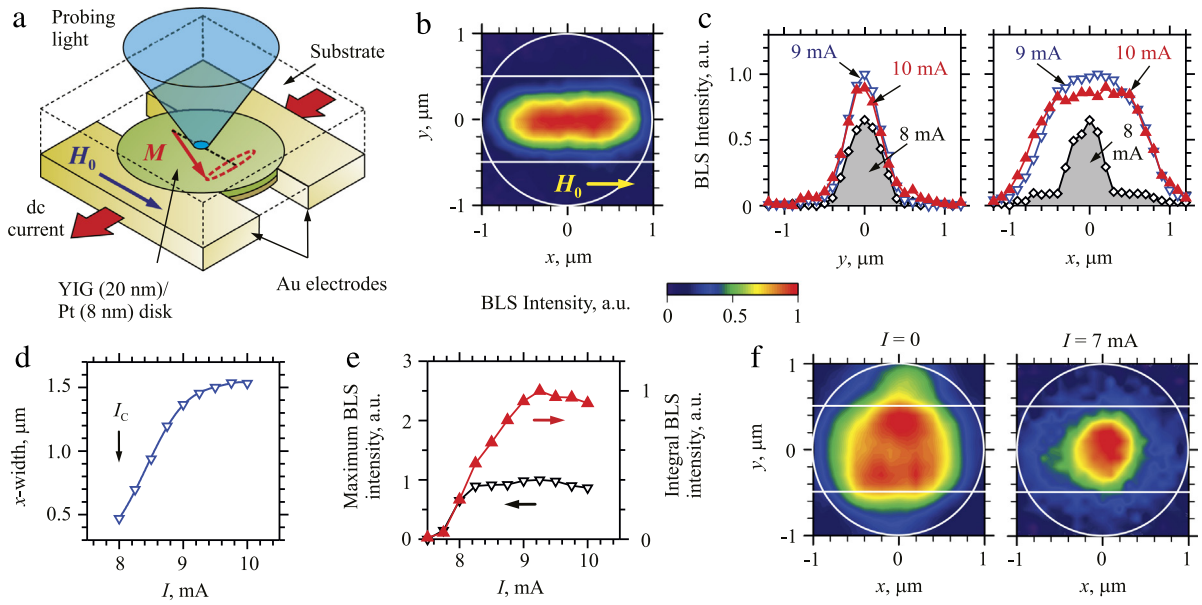 a
Probing
light
Substrate
H0
M
dc
current
YIG (20 nm)/
Pt (8 nm) disk
Au electrodes
b
1
0
-1
y, μm
H0
-1
0
1
x, μm
c
BLS Intensity, a.u.
1.0
0.5
0
9 mA
10 mA
8
mA
-1
0
1
y, μm
9 mA
10 mA
8
mA
-1
0
1
x, μm
BLS Intensity, a.u.
0
0.5
1
d
x-width, μm
1.5
1.0
0.5
IC
8
9
10
I, mA
e
Maximum BLS
intensity, a.u.
3
2
1
0
1
0
Integral BLS
intensity, a.u.
8
9
10
I, mA
f
I = 0
I = 7 mA
y, μm
1
0
-1
-1
0
1
x, μm
-1
0
1
x, μm